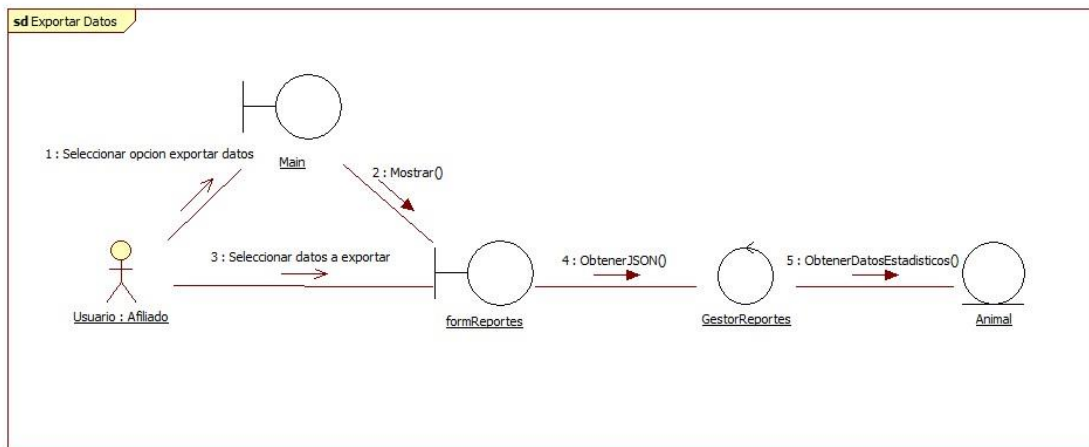 sd Exportar Datos
1 : Seleccionar opcion exportar datos
Main
2 : Mostrar()
3 : Seleccionar datos a exportar
4 : ObtenerJSON()
5 : ObtenerDatosEstadisticos()
Usuario : Afiliado
formReportes
GestorReportes
Animal